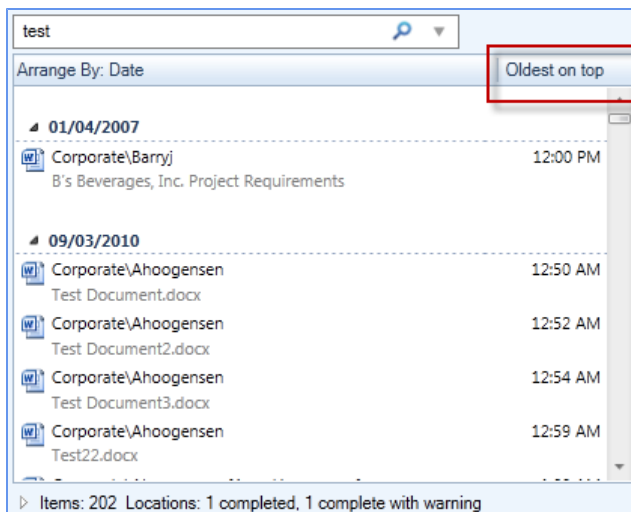 test
Arrange By: Date Oldest on top
01/04/2007
Corporate\Barryj 12:00 PM
B's Beverages, Inc. Project Requirements
09/03/2010
Corporate\Ahoogensen 12:50 AM
Test Document.docx
Corporate\Ahoogensen 12:52 AM
Test Document2.docx
Corporate\Ahoogensen 12:54 AM
Test Document3.docx
Corporate\Ahoogensen 12:59 AM
Test22.docx
Items: 202 Locations: 1 completed, 1 complete with warning